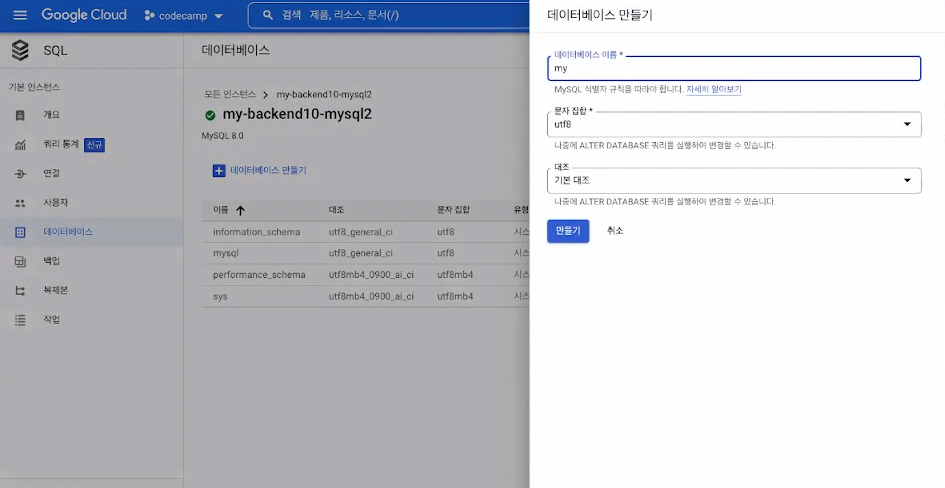 Google Cloud
codecamp
검색 제품, 리소스, 문서(/)
SQL
기본 인스턴스
개요
쿼리 통계 신규
연결
사용자
데이터베이스
백업
복제본
작업
데이터베이스
모든 인스턴스 > my-backend10-mysql2
my-backend10-mysql2
MySQL 8.0
데이터베이스 만들기
이름 ↑ 대조 문자 집합 유형
information_schema utf8_general_ci utf8 시스
mysql utf8_general_ci utf8 시스
performance_schema utf8mb4_0900_ai_ci utf8mb4 시스
sys utf8mb4_0900_ai_ci utf8mb4 시스
데이터베이스 만들기
데이터베이스 이름 *
my
MySQL 식별자 규칙을 따라야 합니다. 자세히 알아보기
문자 집합 *
utf8
나중에 ALTER DATABASE 쿼리를 실행하여 변경할 수 있습니다.
대조
기본 대조
나중에 ALTER DATABASE 쿼리를 실행하여 변경할 수 있습니다.
만들기 취소